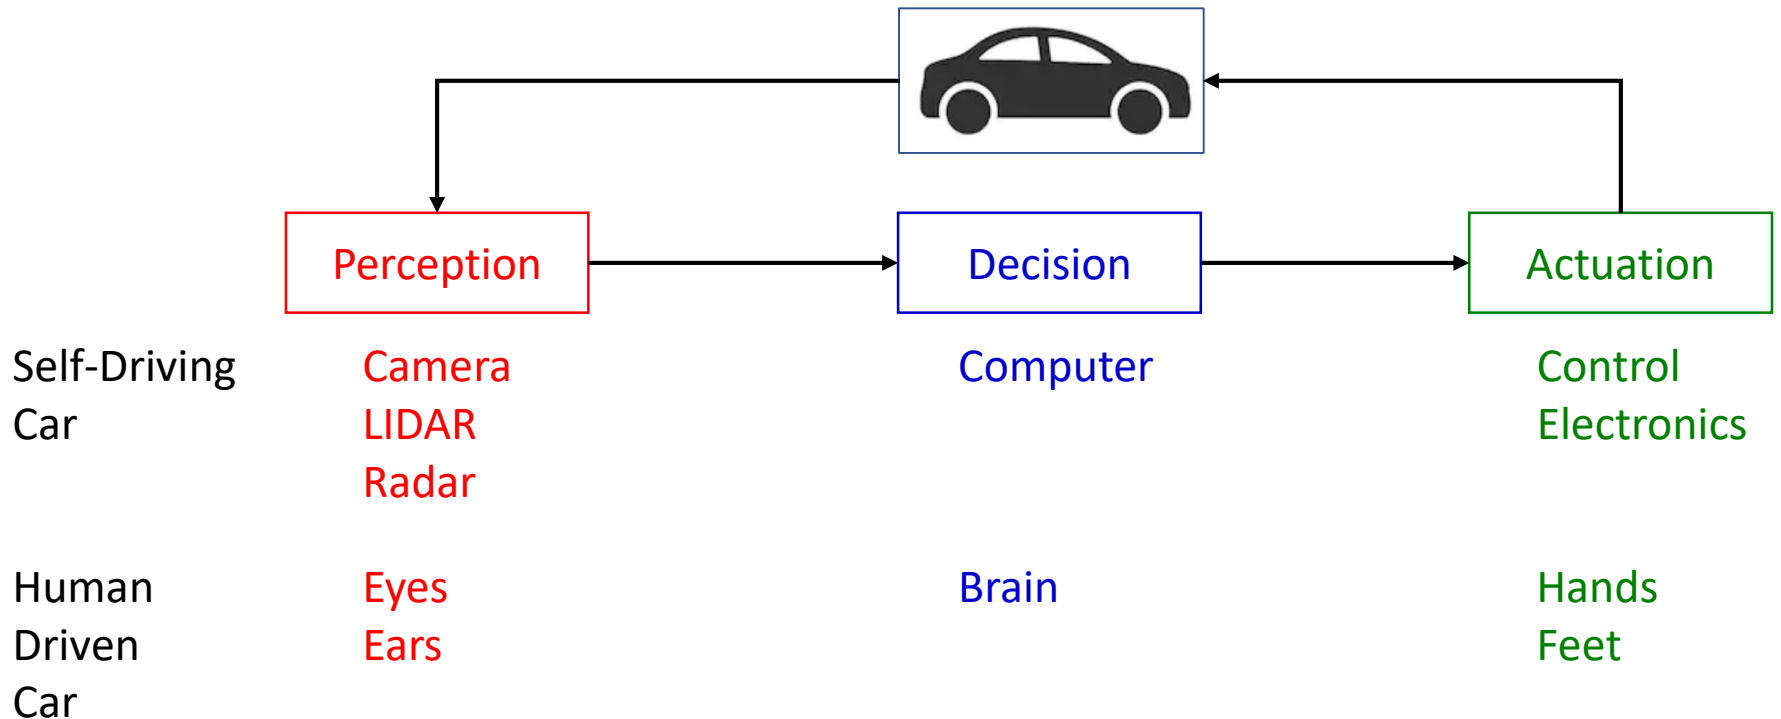 Perception
Decision
Actuation
Self-Driving
Car
Camera
LIDAR
Radar
Computer
Control
Electronics
Human
Driven
Car
Eyes
Ears
Brain
Hands
Feet